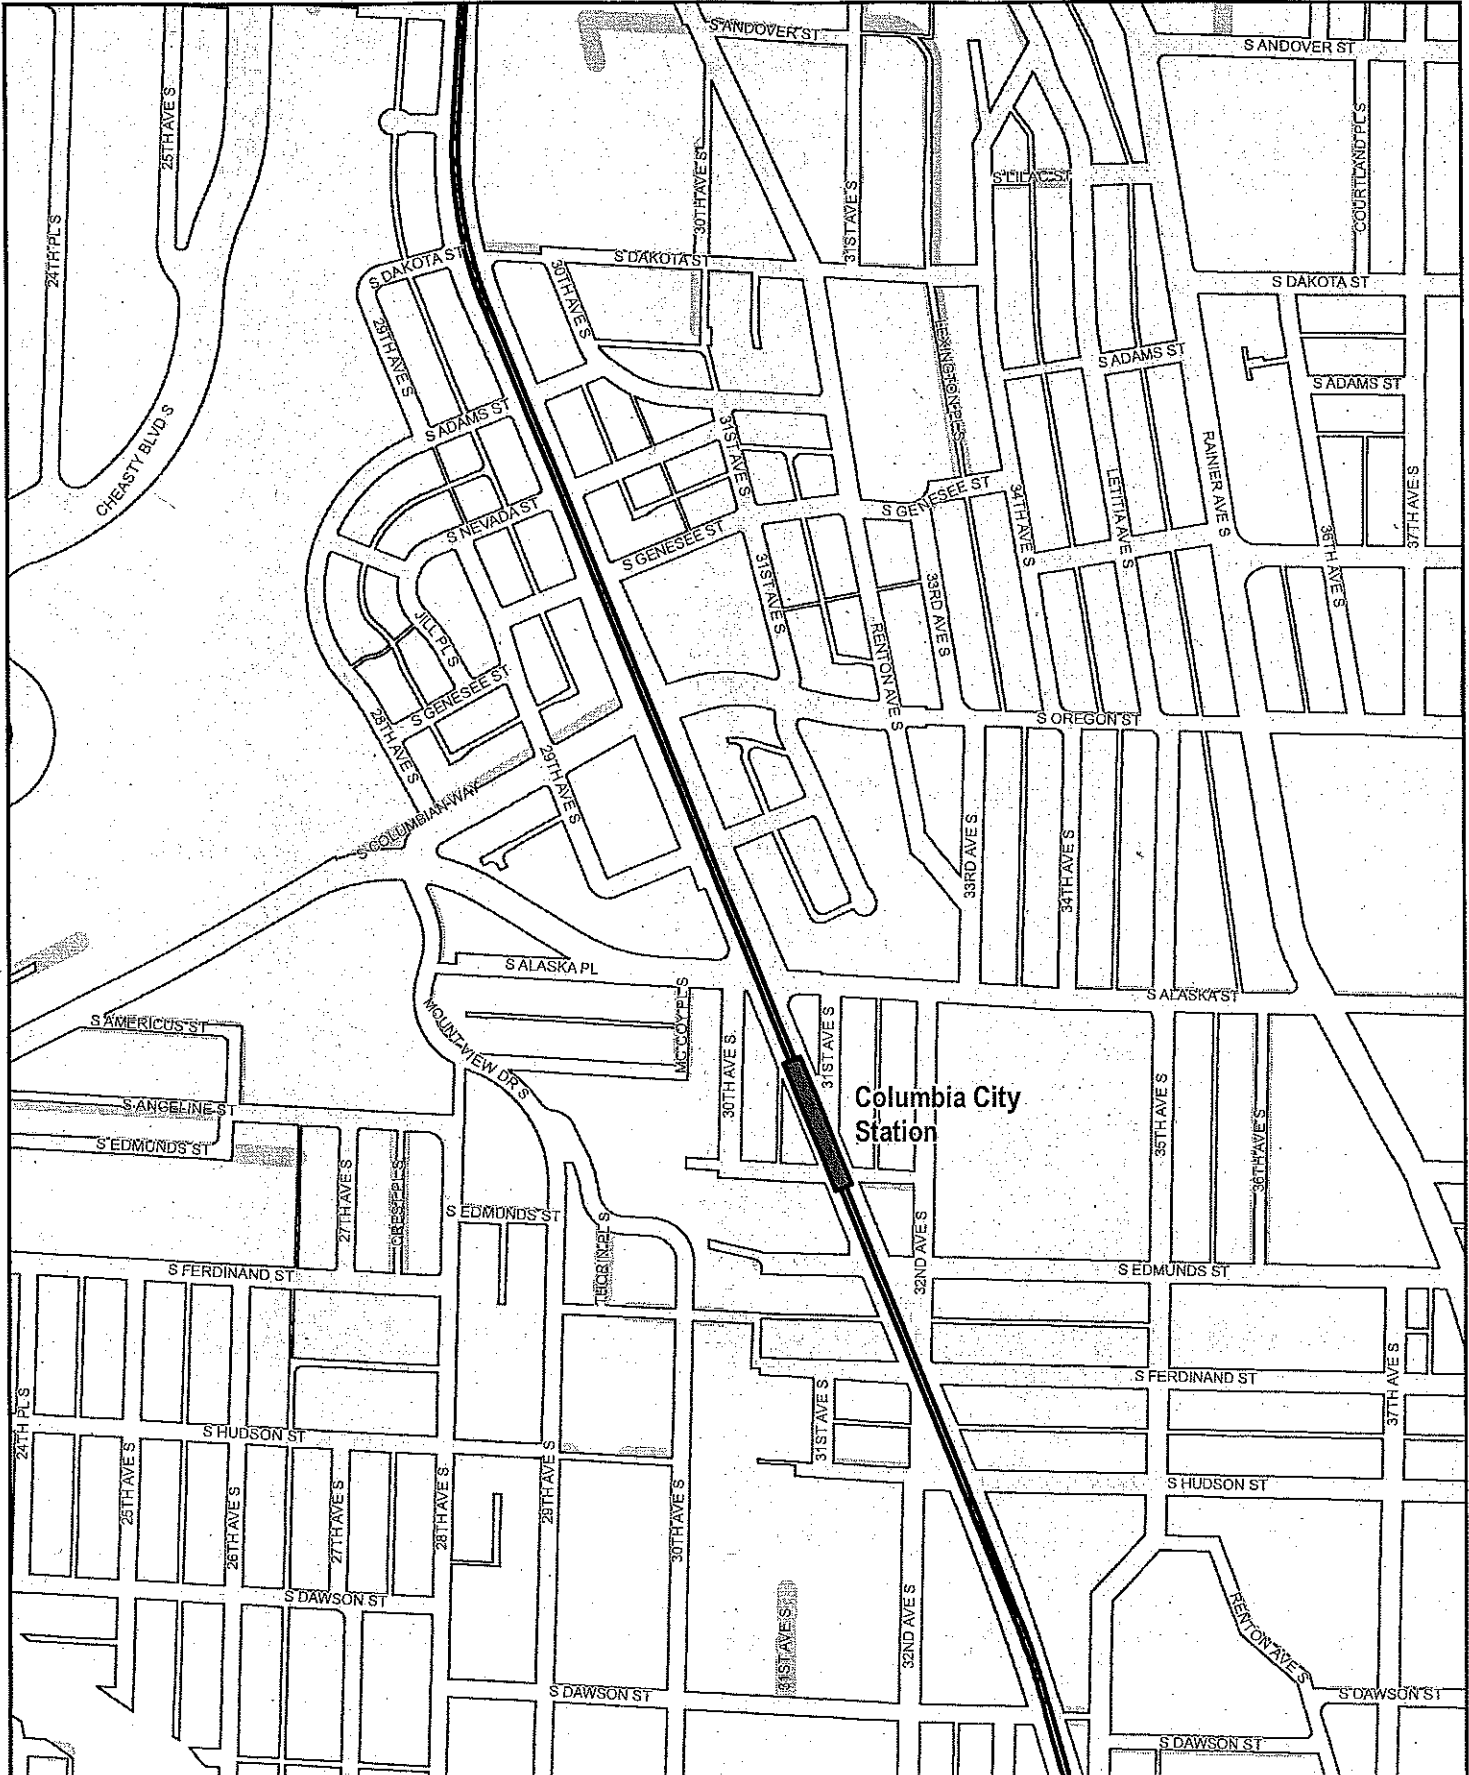 S ANDOVER ST
S ANDOVER ST
25TH AVE S
24TH PL S
30TH AVE S
31ST AVE S
COURTLAND PL S
S LILAC ST
S DAKOTA ST
S DAKOTA ST
S DAKOTA ST
30TH AVE S
29TH AVE S
LEXINGTON PL S
S ADAMS ST
S ADAMS ST
S ADAMS ST
CHEASTY BLVD S
31ST AVE S
RAINIER AVE S
S NEVADA ST
S GENESEE ST
S GENESEE ST
34TH AVE S
LETITIA AVE S
36TH AVE S
37TH AVE S
31ST AVE S
33RD AVE S
JILL PL S
RENTON AVE S
S GENESEE ST
28TH AVE S
S OREGON ST
29TH AVE S
S COLUMBIAN WAY
33RD AVE S
34TH AVE S
S ALASKA PL
S ALASKA ST
MCCOY PL S
S AMERICUS ST
MOUNT VIEW DR S
30TH AVE S
31ST AVE S
Columbia City
Station
35TH AVE S
36TH AVE S
S ANGELINE ST
S EDMUNDS ST
27TH AVE S
S EDMUNDS ST
32ND AVE S
S FERDINAND ST
S EDMUNDS ST
24TH PL S
31ST AVE S
S FERDINAND ST
37TH AVE S
S HUDSON ST
25TH AVE S
26TH AVE S
27TH AVE S
28TH AVE S
29TH AVE S
30TH AVE S
S HUDSON ST
S DAWSON ST
31ST AVE S
32ND AVE S
RENTON AVE S
S DAWSON ST
S DAWSON ST
S DAWSON ST